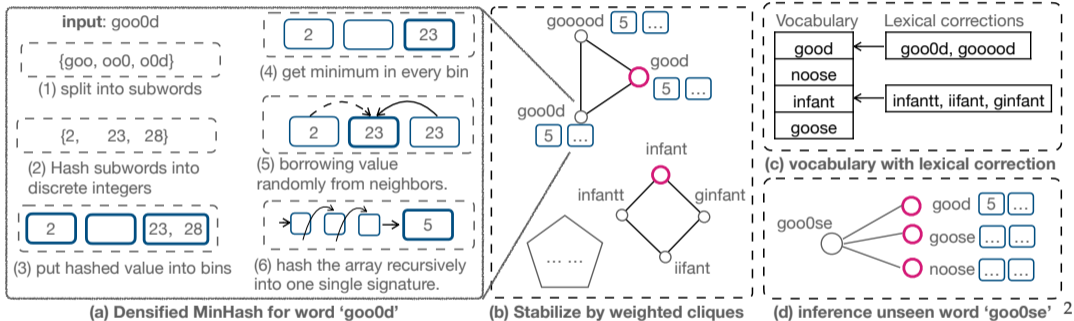 input: goo0d
{goo, oo0, o0d}
(1) split into subwords
{2, 23, 28}
(2) Hash subwords into
discrete integers
2
23, 28
(3) put hashed value into bins
2
23
(4) get minimum in every bin
2
23
23
(5) borrowing value
randomly from neighbors.
5
(6) hash the array recursively
into one single signature.
(a) Densified MinHash for word ‘goo0d’
gooood
5
...
good
5
...
goo0d
5
...
infant
infantt
ginfant
iifant
... ...
(b) Stabilize by weighted cliques
Vocabulary
Lexical corrections
good
goo0d, gooood
noose
infant
infantt, iifant, ginfant
goose
(c) vocabulary with lexical correction
goo0se
good
5
...
goose
...
...
noose
...
...
(d) inference unseen word ‘goo0se’
2